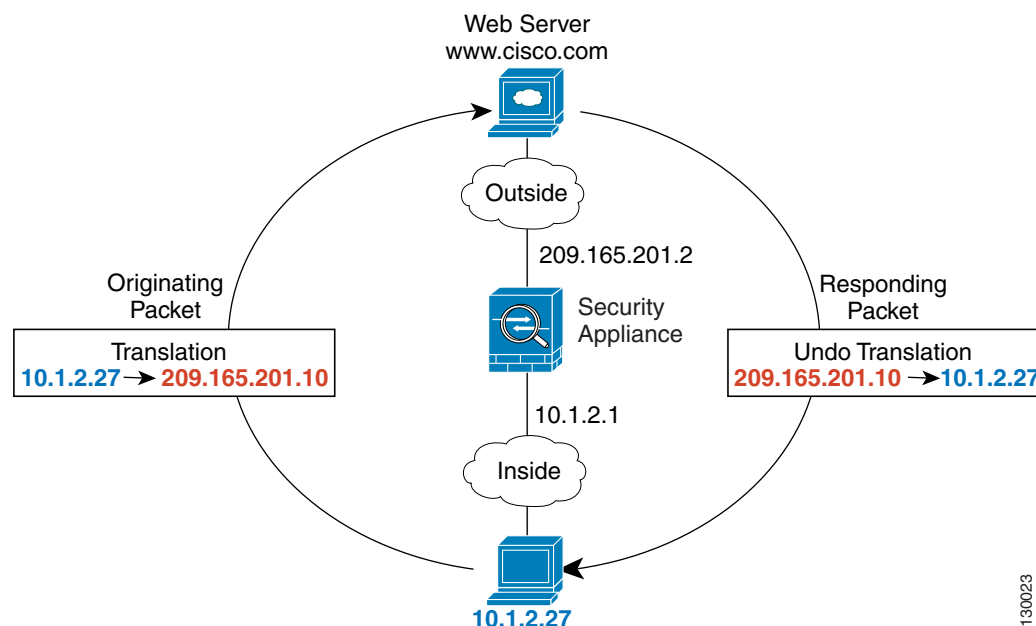 Web Server
www.cisco.com
Outside
209.165.201.2
Originating
Packet
Responding
Packet
Security
Appliance
Translation
10.1.2.27 209.165.201.10
Undo Translation
209.165.201.10 10.1.2.27
10.1.2.1
Inside
10.1.2.27
130023